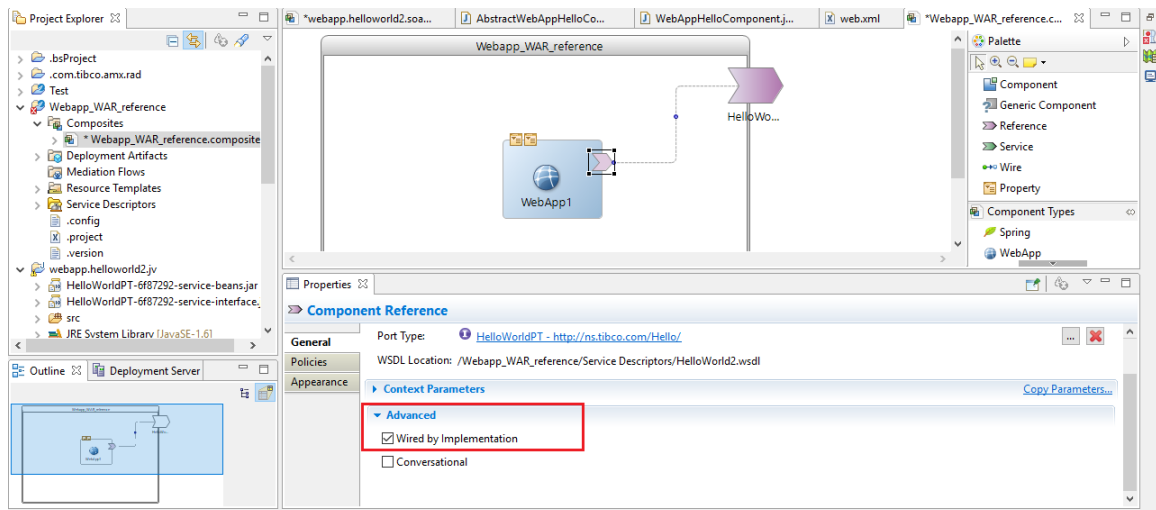 Project Explorer
.bsProject
.com.tibco.amx.rad
Test
Webapp_WAR_reference
Composites
* Webapp_WAR_reference.composite
Deployment Artifacts
Mediation Flows
Resource Templates
Service Descriptors
.config
.project
.version
webapp.helloworld2.jv
HelloWorldPT-6f87292-service-beans.jar
HelloWorldPT-6f87292-service-interface.
src
JRE System Library [JavaSE-1.6]
Outline
Deployment Server
*webapp.helloworld2.soa...
AbstractWebAppHelloCo...
WebAppHelloComponent.j...
web.xml
*Webapp_WAR_reference.c...
Webapp_WAR_reference
HelloWo...
WebApp1
Palette
Component
Generic Component
Reference
Service
Wire
Property
Component Types
Spring
WebApp
Properties
Component Reference
General
Policies
Appearance
Port Type: HelloWorldPT - http://ns.tibco.com/Hello/
...
WSDL Location: /Webapp_WAR_reference/Service Descriptors/HelloWorld2.wsdl
Context Parameters
Copy Parameters...
Advanced
Wired by Implementation
Conversational